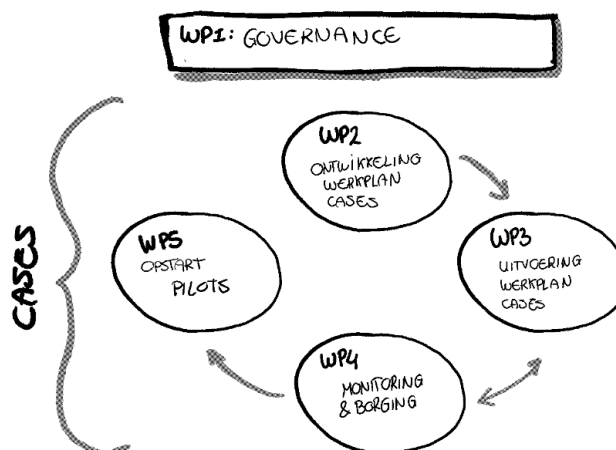 WP1: GOVERNANCE
WP2
ONTWIKKELING
WERKPLAN
CASES
WP3
UITVOERING
WERKPLAN
CASES
WP4
MONITORING
& BORGING
WP5
OPSTART
PILOTS
CASES